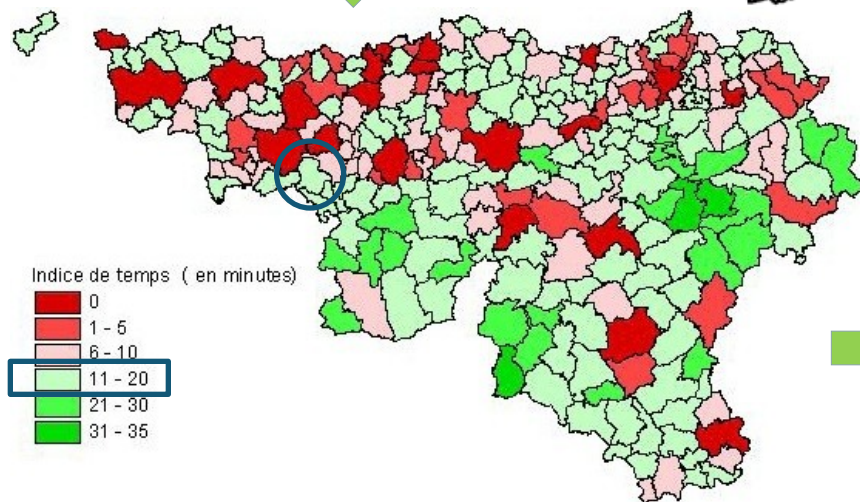 Indice de temps ( en minutes)
0
1 - 5
6 - 10
11 - 20
21 - 30
31 - 35